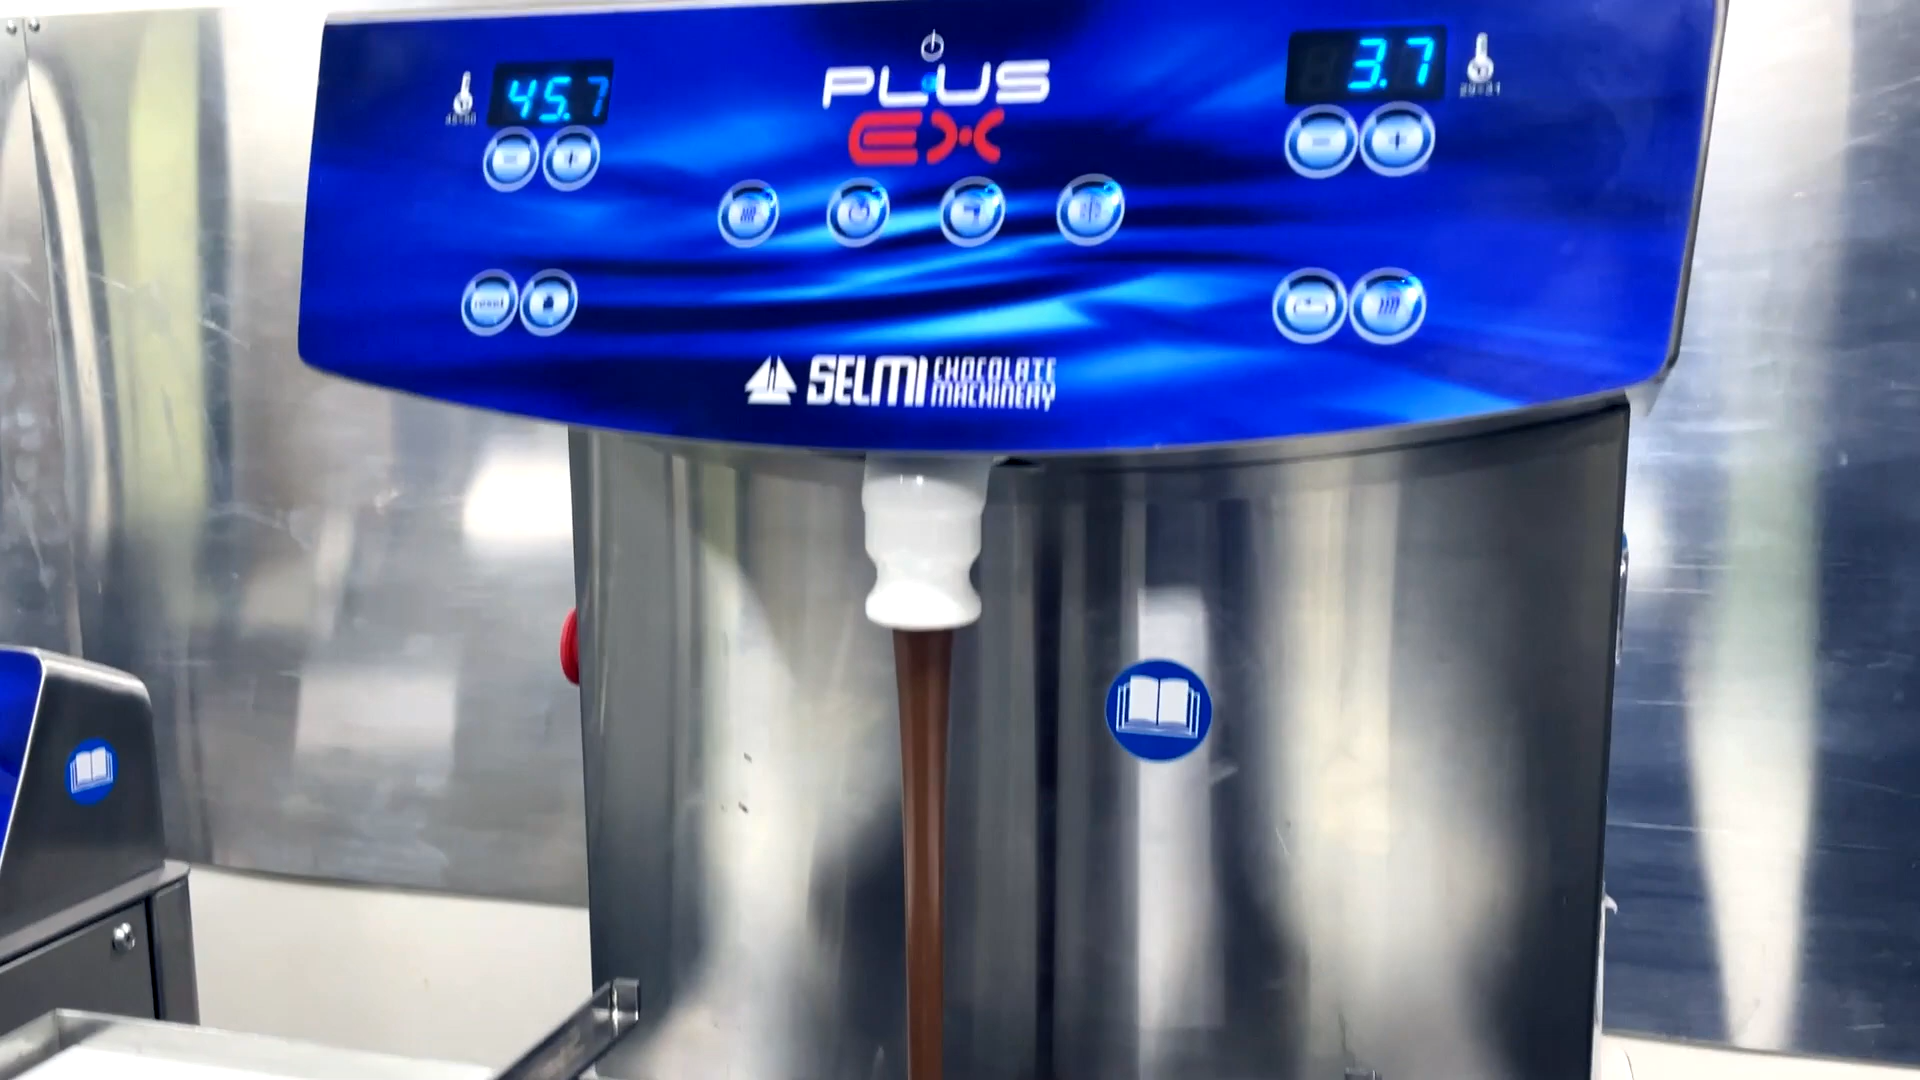 45.7
PLUS
EX
3.7
SELMI CHOCOLATE
MACHINERY